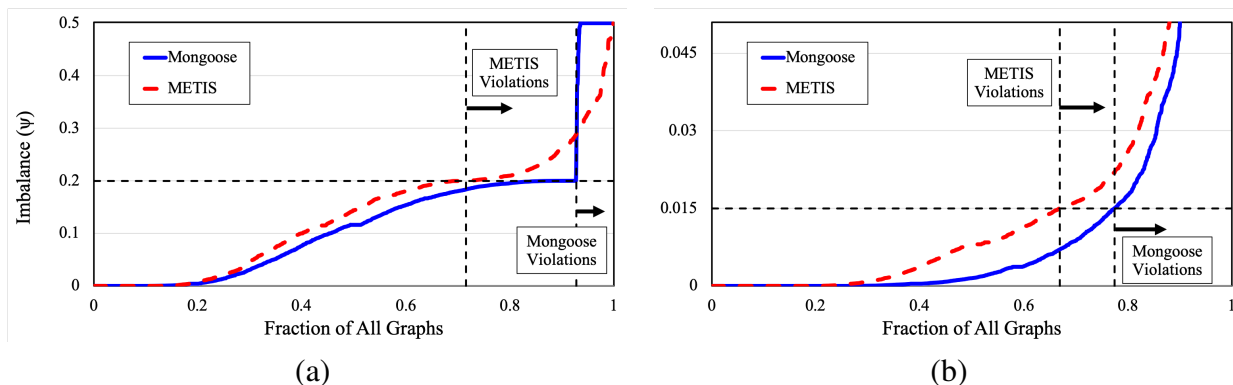 0.5
0.4
0.3
0.2
0.1
0
Imbalance (ψ)
Mongoose
METIS
METIS
Violations
Mongoose
Violations
0
0.2
0.4
0.6
0.8
1
Fraction of All Graphs
(a)
0.045
0.03
0.015
0
Mongoose
METIS
METIS
Violations
Mongoose
Violations
0
0.2
0.4
0.6
0.8
1
Fraction of All Graphs
(b)